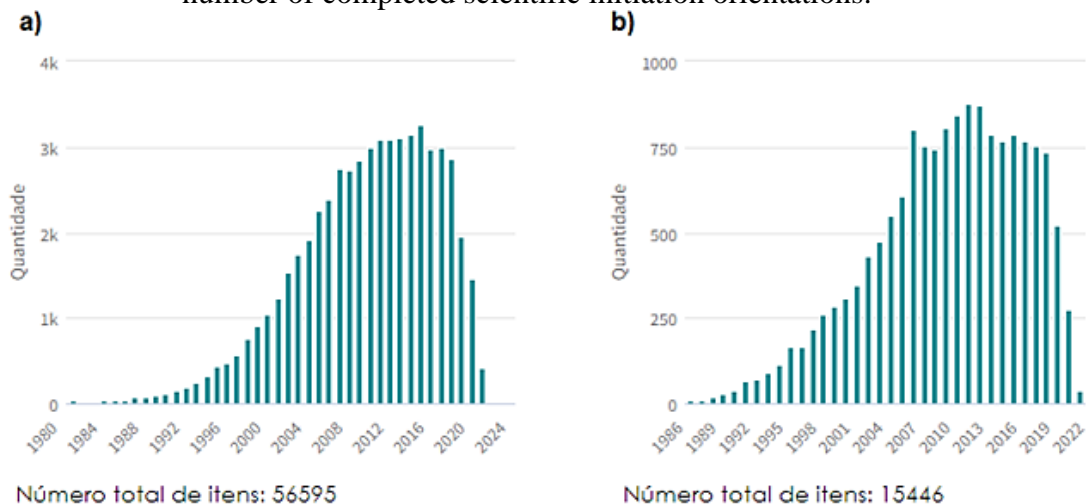 number of completed scientific initiation orientations.
a)
4k
3k
2k
1k
0
Quantidade
1980
1984
1988
1992
1996
2000
2004
2008
2012
2016
2020
2024
Número total de itens: 56595
b)
1000
750
500
250
0
Quantidade
1986
1989
1992
1995
1998
2001
2004
2007
2010
2013
2016
2019
2022
Número total de itens: 15446